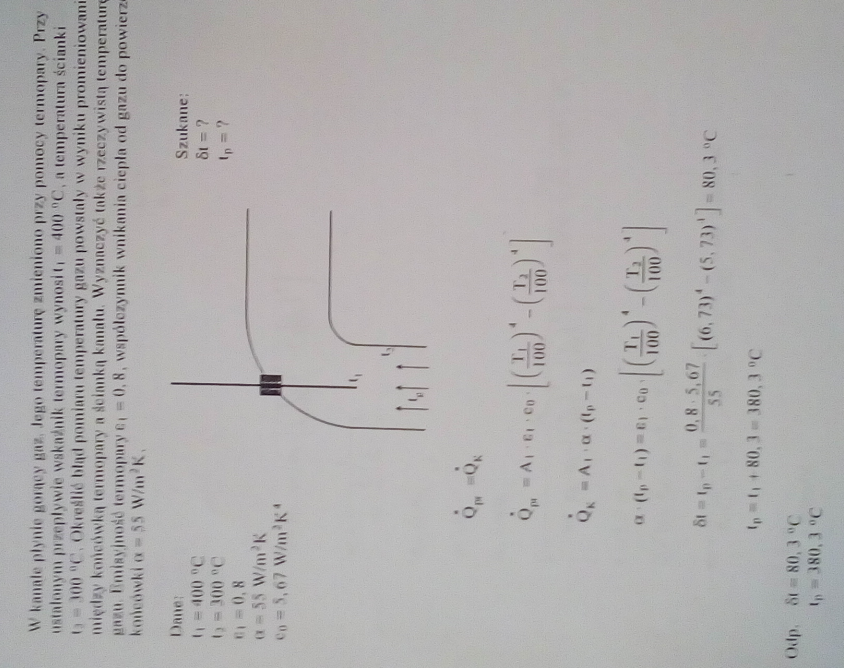 W kanale płynie gorący gaz. Jego temperaturę zmieniono przy pomocy termopary. Przy
ustalonym przepływie wskaźnik termopary wynosi t₁ = 400 °C, a temperatura ścianki
t₂ = 300 °C. Określić błąd pomiaru temperatury gazu powstały w wyniku
między końcówką termopary a ścianką kanału. Wyznaczyć także rzeczywistą
gazu. Emisyjność termopary ε₁ = 0,8, współczynnik wnikania ciepła od gazu do
końcówki α = 55 W/m²K.
Dane:
t₁ = 400 °C
t₂ = 300 °C
ε₁ = 0,8
α = 55 W/m²K
c₀ = 5,67 W/m²K⁴
Szukane:
δt = ?
tₚ = ?
t₁
t₂
tₚ
Q̇ₚᵣ = Q̇ₖ
Q̇ₚᵣ = A₁ · ε₁ · c₀ · [(T₁/100)⁴ − (T₂/100)⁴]
Q̇ₖ = A₁ · α · (tₚ − t₁)
α · (tₚ − t₁) = ε₁ · c₀ · [(T₁/100)⁴ − (T₂/100)⁴]
δt = tₚ − t₁ = 0,8 · 5,67/55 · [(6,73)⁴ − (5,73)⁴] = 80,3 °C
tₚ = t₁ + 80,3 = 380,3 °C
Odp. δt = 80,3 °C
tₚ = 380,3 °C